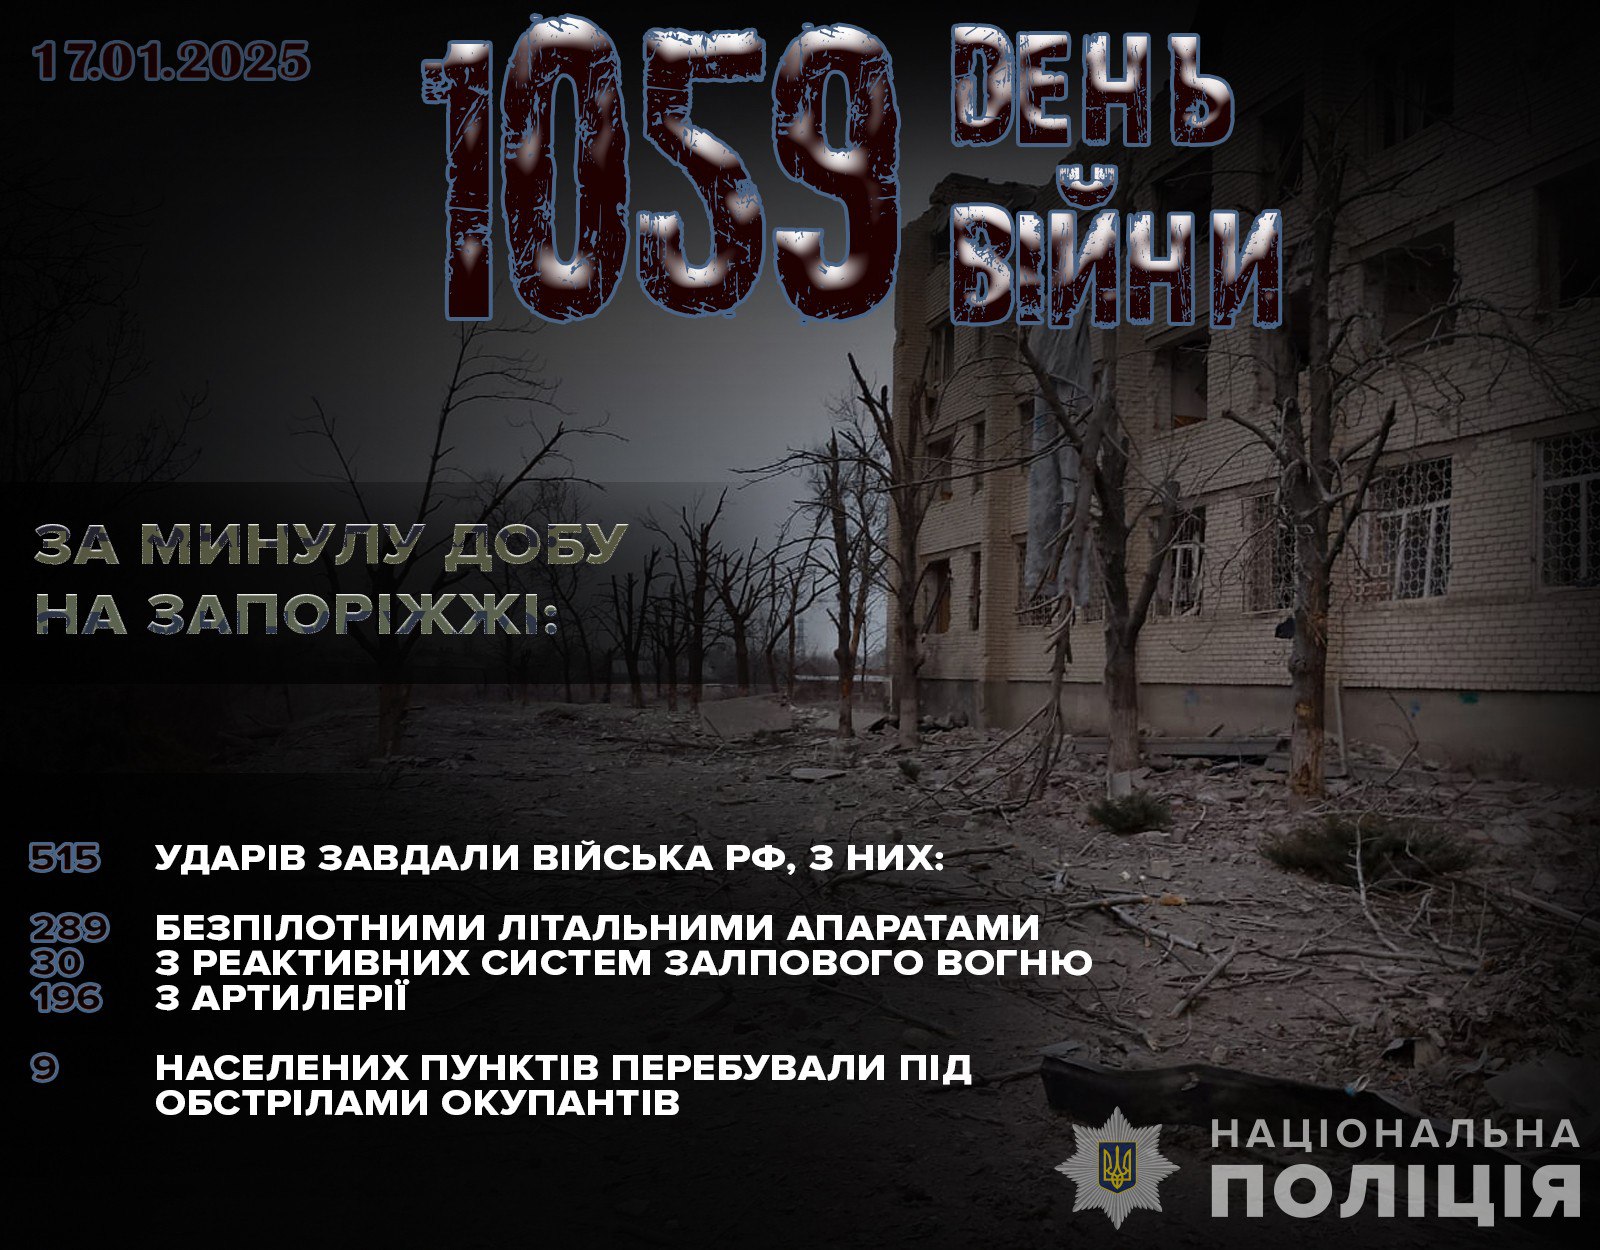 17.01.2025
1059 ДЕНЬ
ВІЙНИ
ЗА МИНУЛУ ДОБУ
НА ЗАПОРІЖЖІ:
515 УДАРІВ ЗАВДАЛИ ВІЙСЬКА РФ, З НИХ:
289 БЕЗПІЛОТНИМИ ЛІТАЛЬНИМИ АПАРАТАМИ
30 З РЕАКТИВНИХ СИСТЕМ ЗАЛПОВОГО ВОГНЮ
196 З АРТИЛЕРІЇ
9 НАСЕЛЕНИХ ПУНКТІВ ПЕРЕБУВАЛИ ПІД
ОБСТРІЛАМИ ОКУПАНТІВ
НАЦІОНАЛЬНА
ПОЛІЦІЯ